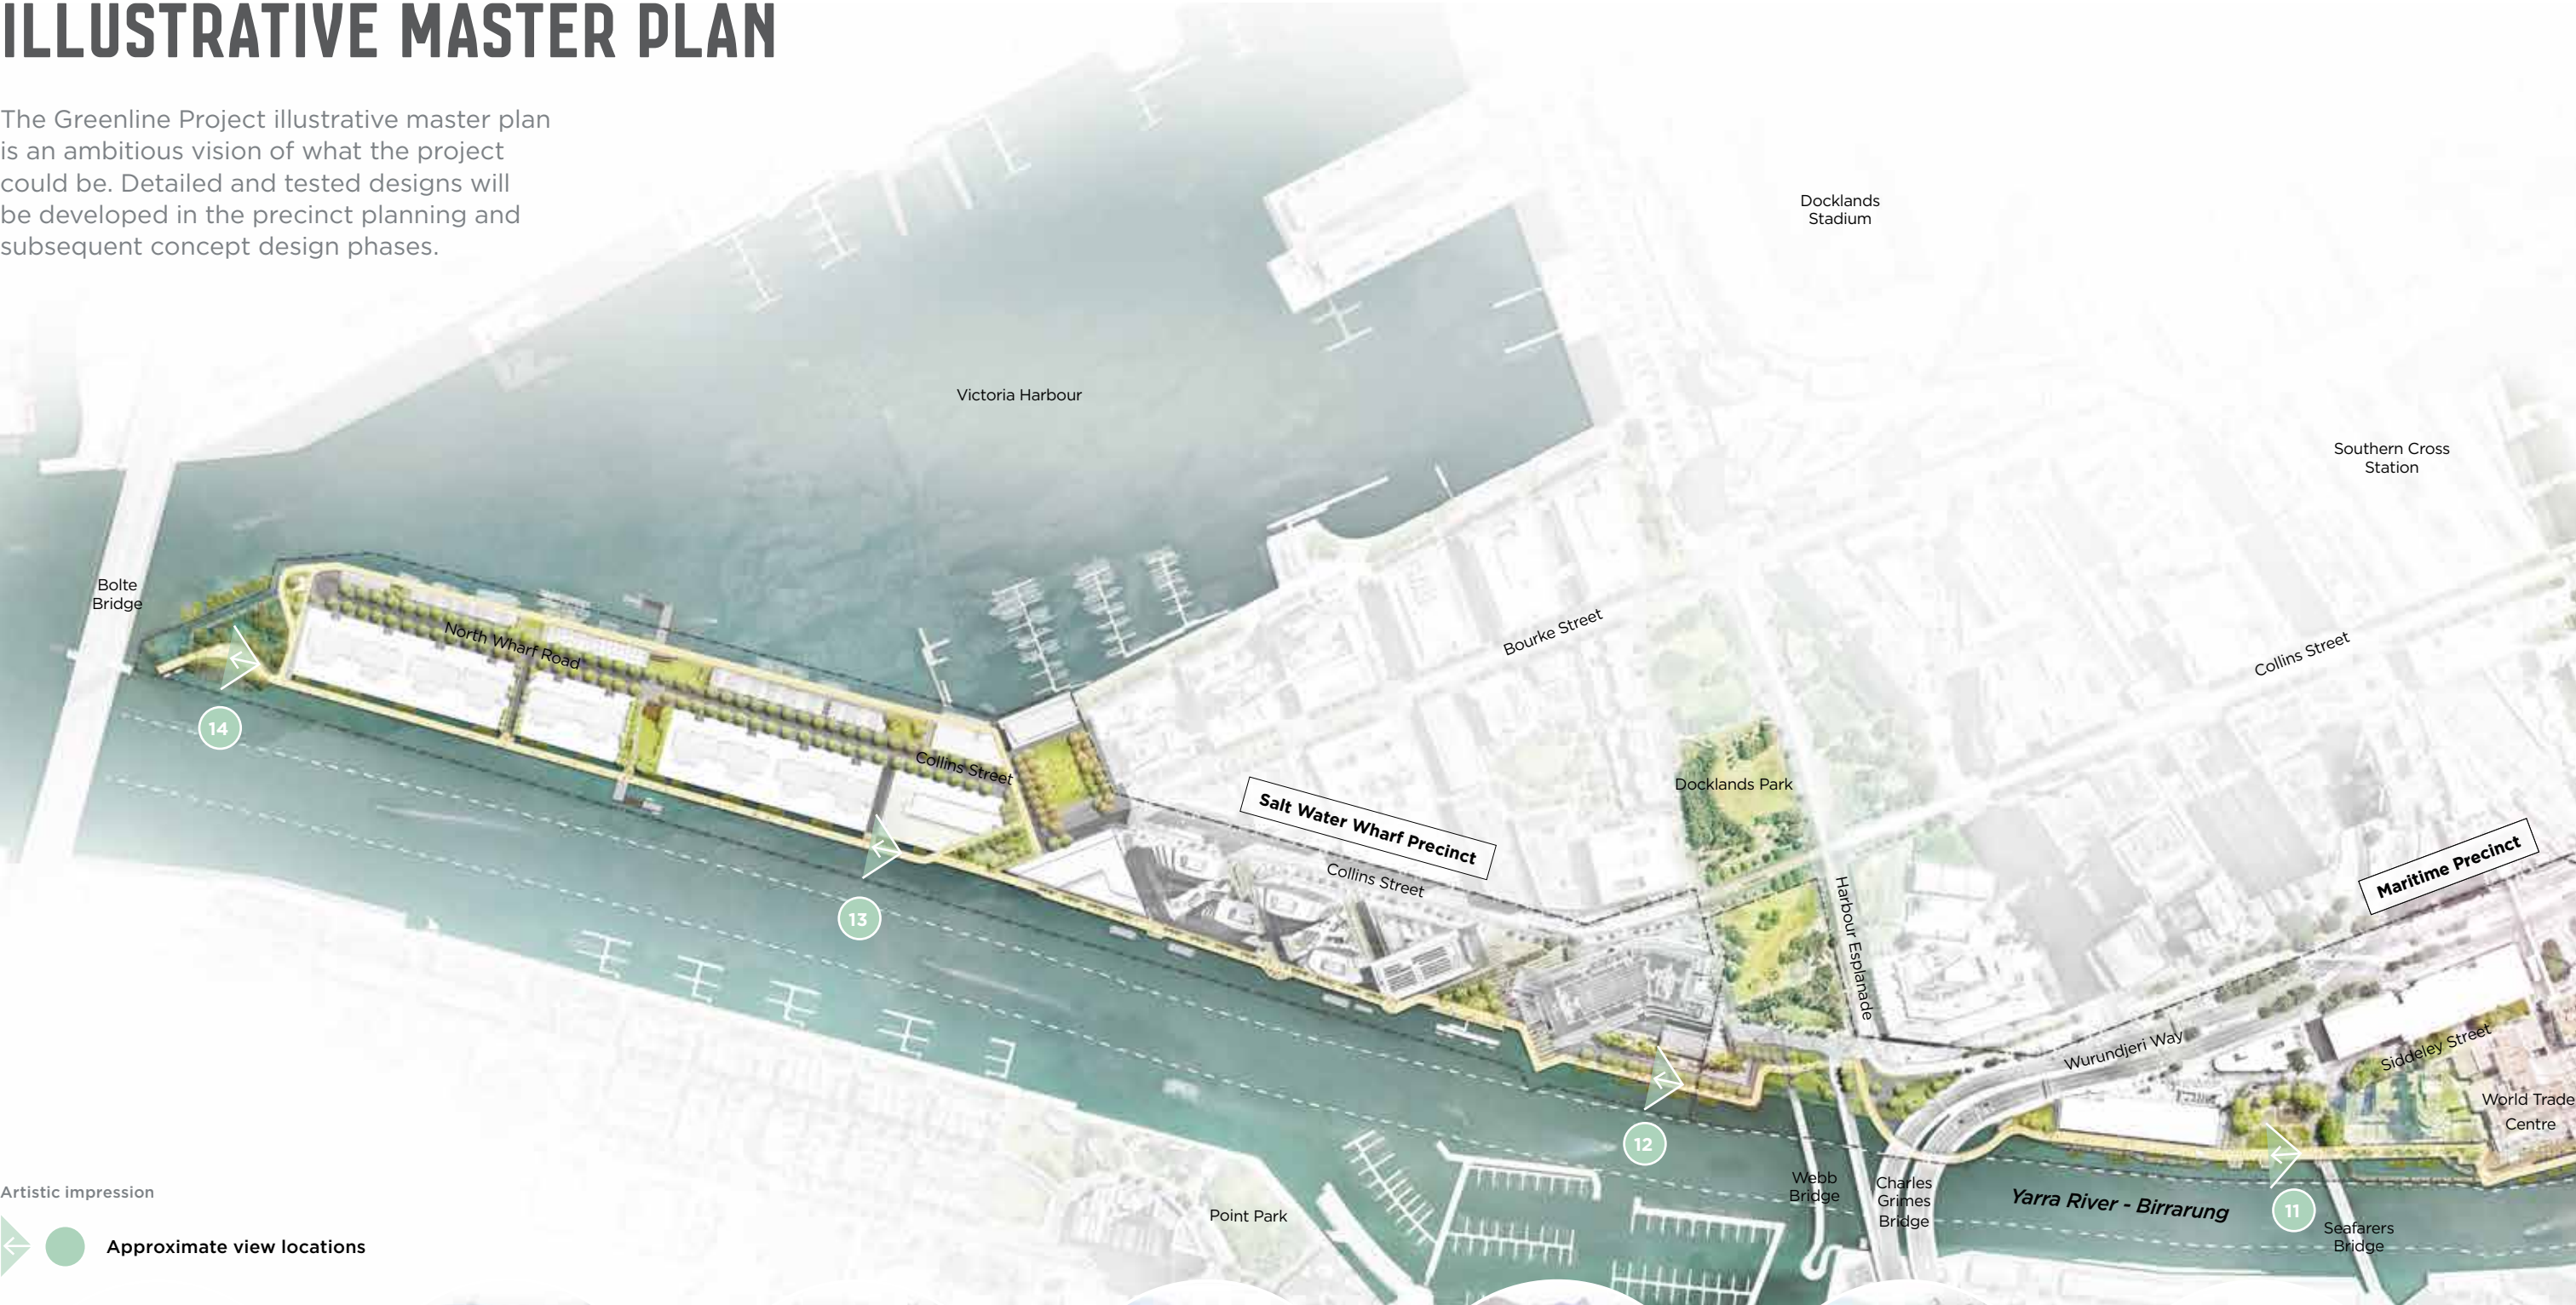 ILLUSTRATIVE MASTER PLAN
The Greenline Project illustrative master plan
is an ambitious vision of what the project
could be. Detailed and tested designs will
be developed in the precinct planning and
subsequent concept design phases.
Docklands
Stadium
Victoria Harbour
Southern Cross
Station
Bolte
Bridge
North Wharf Road
Bourke Street
Collins Street
14
Collins Street
Docklands Park
Salt Water Wharf Precinct
Collins Street
Maritime Precinct
13
Harbour Esplanade
Wurundjeri Way
Siddeley Street
World Trade
Centre
12
Webb
Bridge
Charles
Grimes
Bridge
Yarra River - Birrarung
11
Seafarers
Bridge
Point Park
Artistic impression
Approximate view locations